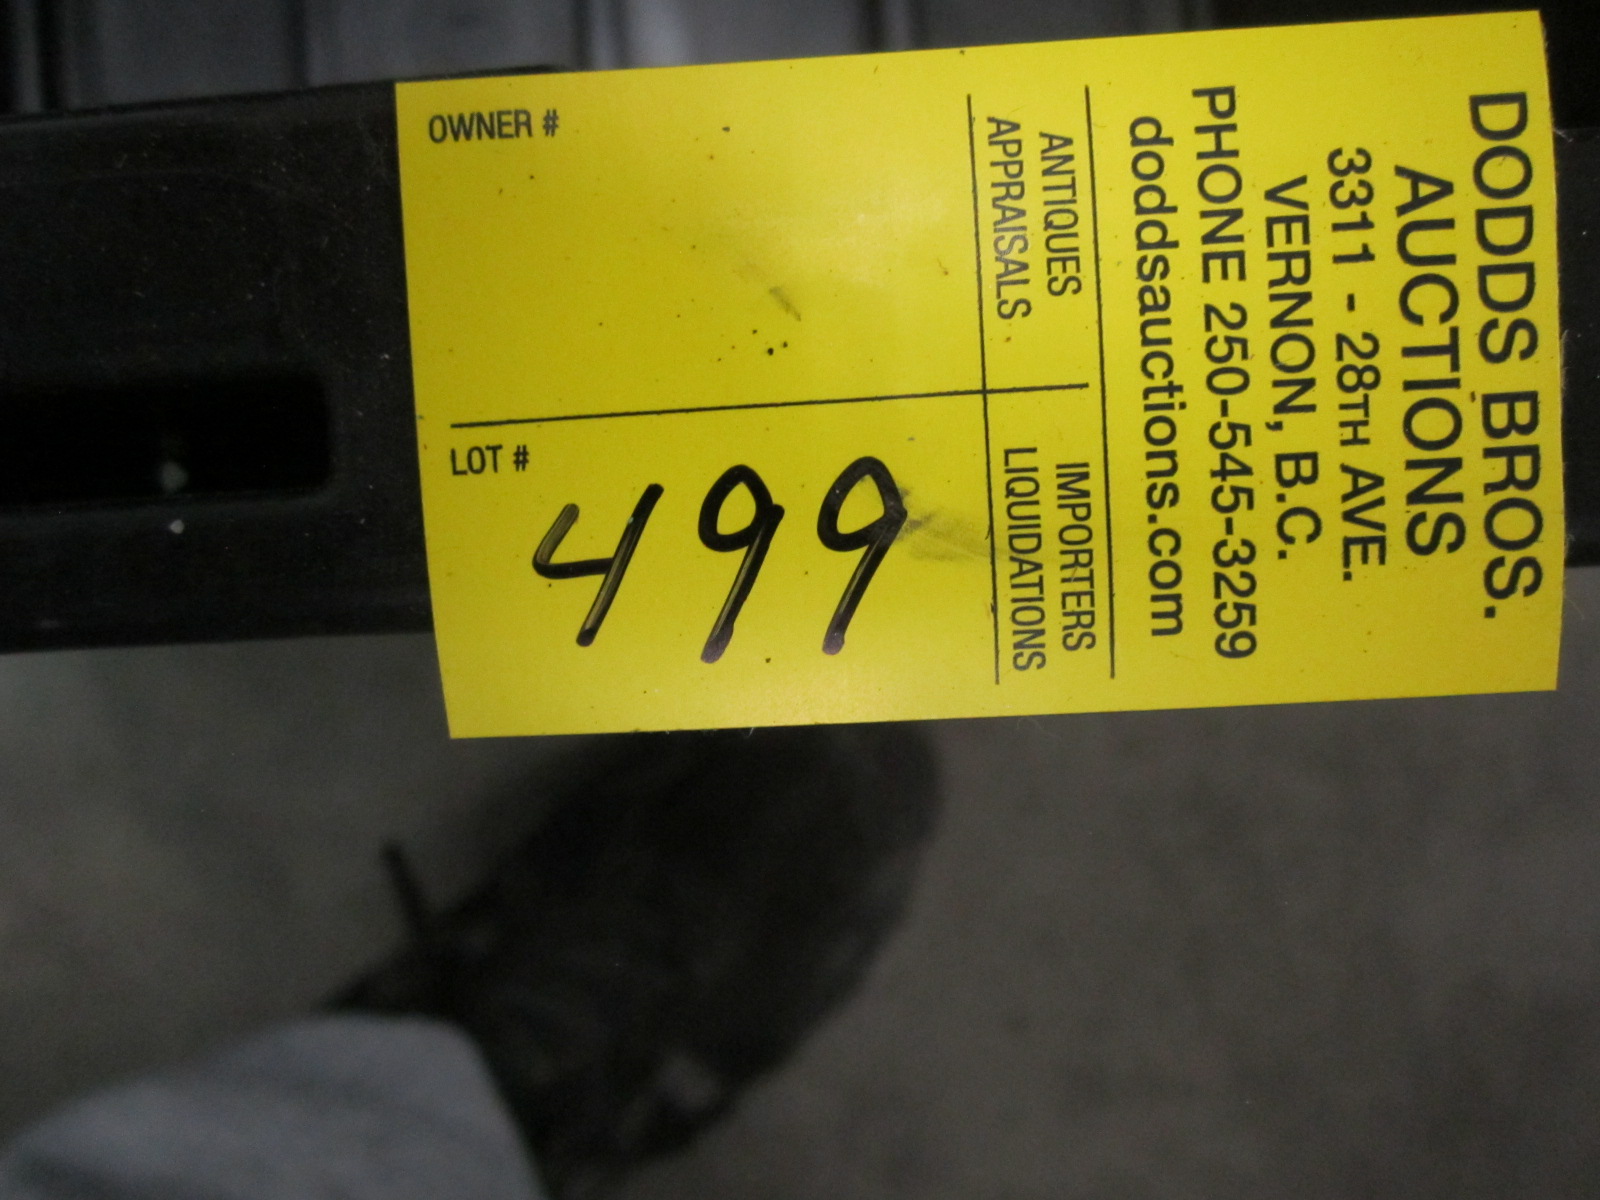 DODDS BROS.
AUCTIONS
3311 - 28TH AVE.
VERNON, B.C.
PHONE 250-545-3259
doddsauctions.com
ANTIQUES IMPORTERS
APPRAISALS LIQUIDATIONS
OWNER #
LOT #
499